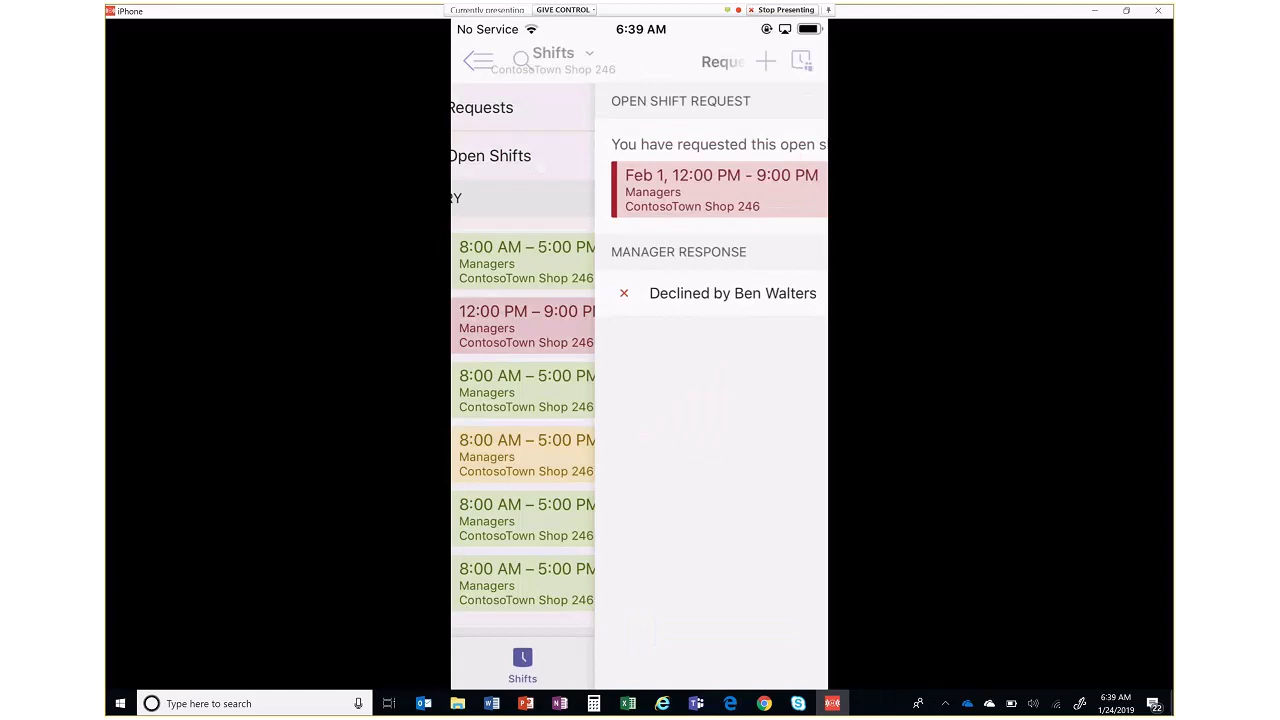 iPhone
Currently presenting
GIVE CONTROL
Stop Presenting
No Service
6:39 AM
Shifts
ContosoTown Shop 246
Reque
Requests
Open Shifts
RY
8:00 AM – 5:00 PM
Managers
ContosoTown Shop 246
12:00 PM – 9:00 P
Managers
ContosoTown Shop 246
8:00 AM – 5:00 PM
Managers
ContosoTown Shop 246
8:00 AM – 5:00 PM
Managers
ContosoTown Shop 246
8:00 AM – 5:00 PM
Managers
ContosoTown Shop 246
8:00 AM – 5:00 PM
Managers
ContosoTown Shop 246
Shifts
OPEN SHIFT REQUEST
You have requested this open s
Feb 1, 12:00 PM - 9:00 PM
Managers
ContosoTown Shop 246
MANAGER RESPONSE
Declined by Ben Walters
Type here to search
6:39 AM
1/24/2019
22